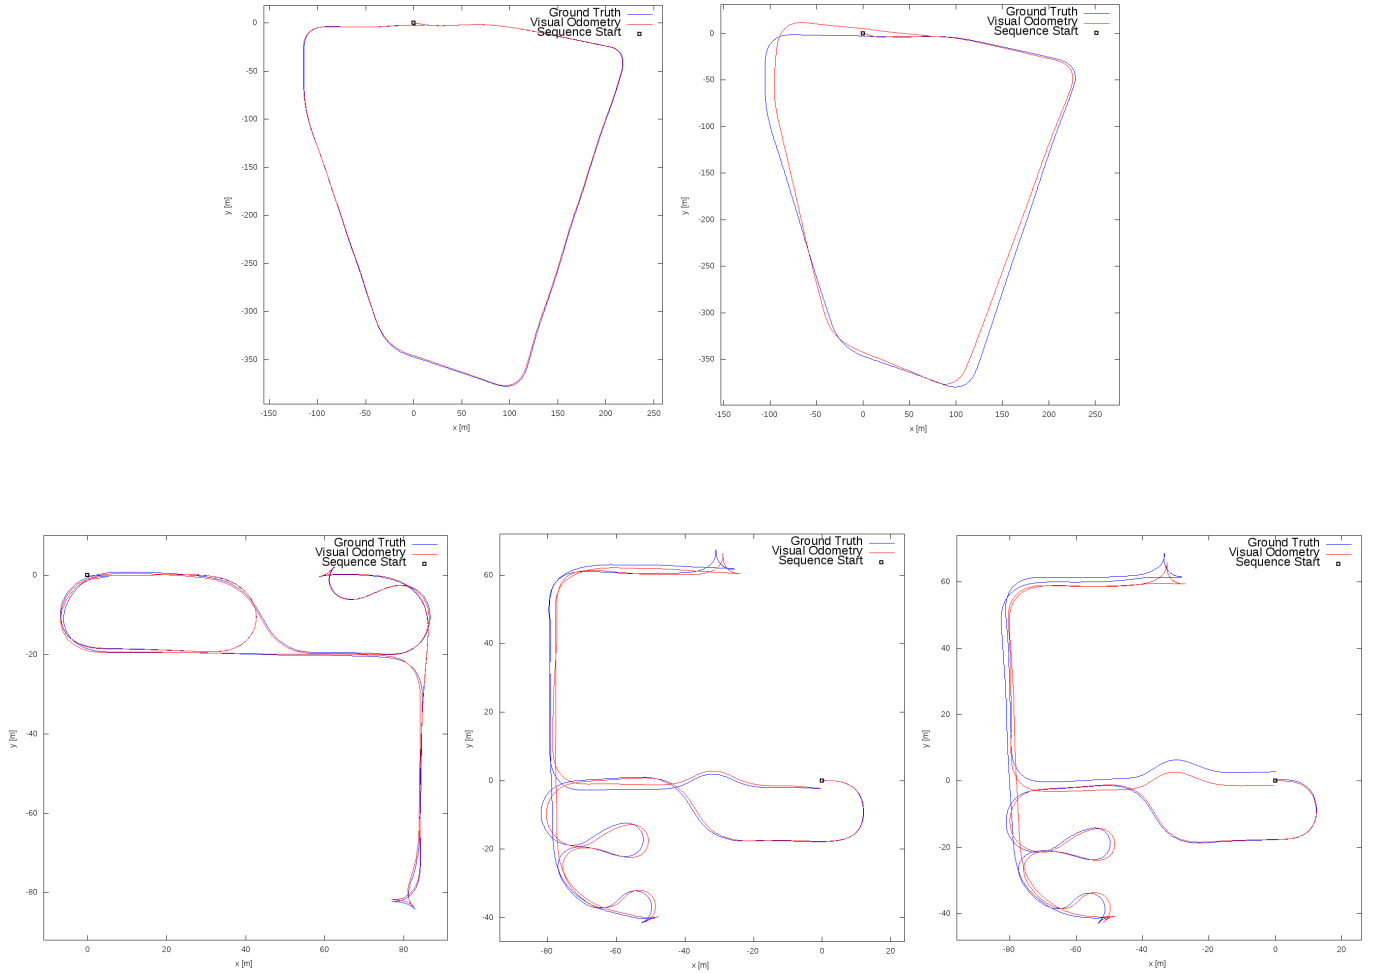 Ground Truth
Visual Odometry
Sequence Start
0
-50
-100
-150
-200
-250
-300
-350
y [m]
-150 -100 -50 0 50 100 150 200 250
x [m]
Ground Truth
Visual Odometry
Sequence Start
0
-50
-100
-150
-200
-250
-300
-350
y [m]
-150 -100 -50 0 50 100 150 200 250
x [m]
Ground Truth
Visual Odometry
Sequence Start
0
-20
-40
-60
-80
y [m]
0 20 40 60 80
x [m]
Ground Truth
Visual Odometry
Sequence Start
60
40
20
0
-20
-40
y [m]
-80 -60 -40 -20 0 20
x [m]
Ground Truth
Visual Odometry
Sequence Start
60
40
20
0
-20
-40
y [m]
-80 -60 -40 -20 0 20
x [m]